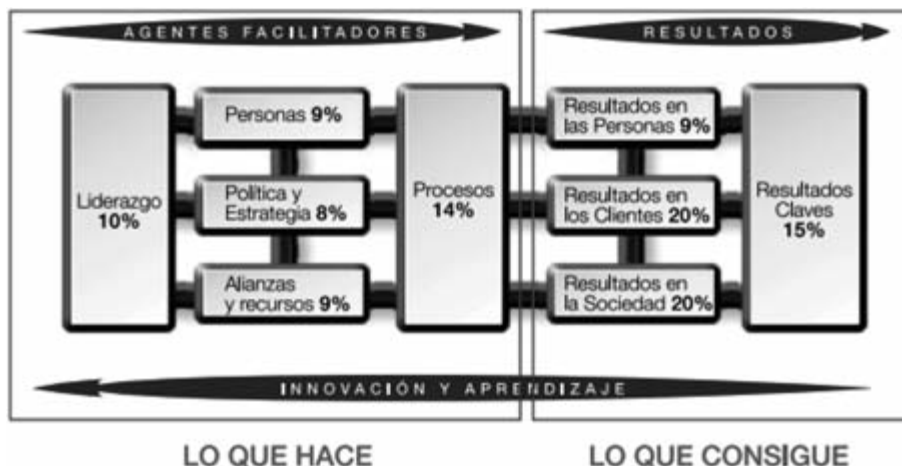 AGENTES FACILITADORES
RESULTADOS
Liderazgo
10%
Personas 9%
Política y
Estrategia 8%
Alianzas
y recursos 9%
Procesos
14%
Resultados en
las Personas 9%
Resultados en
los Clientes 20%
Resultados en
la Sociedad 20%
Resultados
Claves
15%
INNOVACIÓN Y APRENDIZAJE
LO QUE HACE
LO QUE CONSIGUE